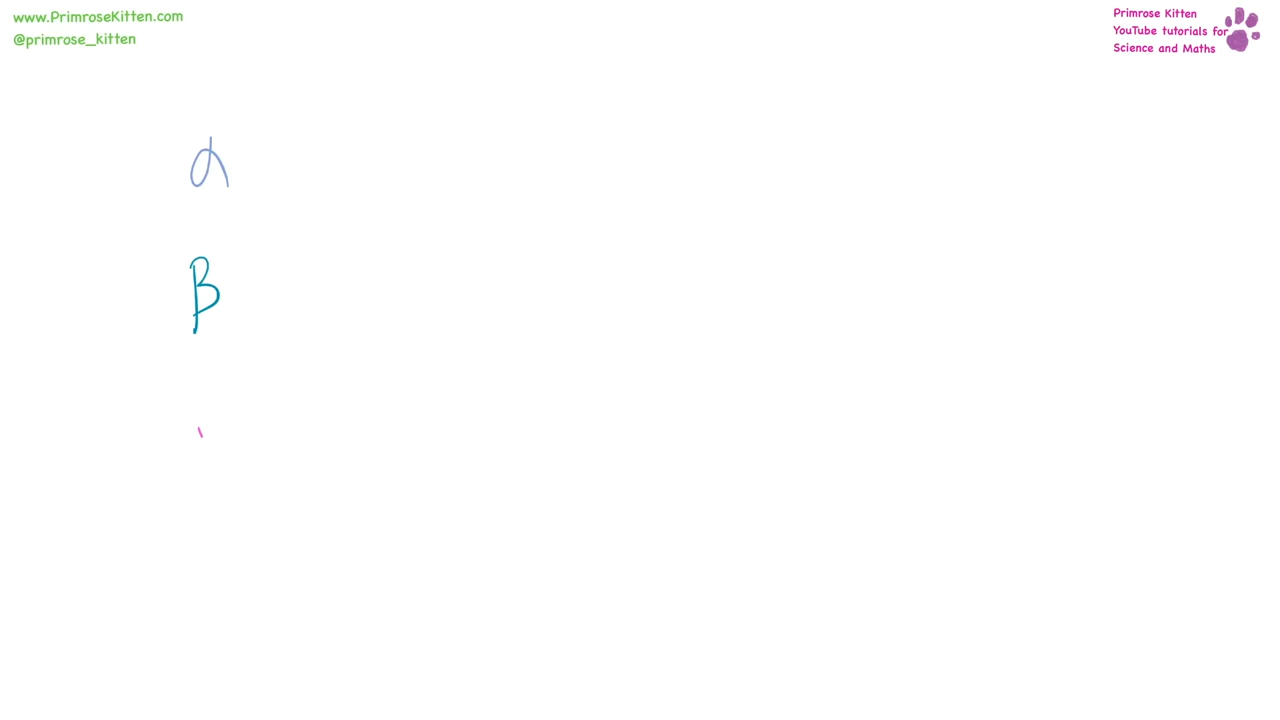 www.PrimroseKitten.com
@primrose_kitten
Primrose Kitten
YouTube tutorials for
Science and Maths
α
β